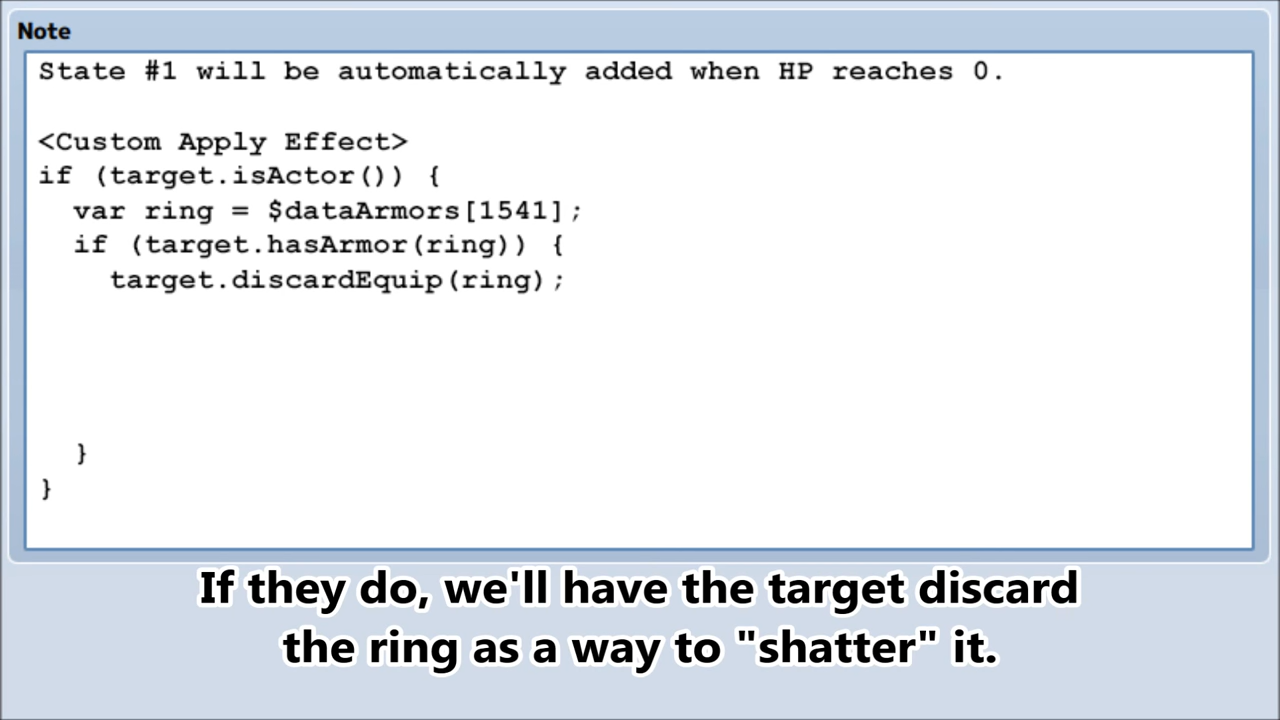 Note
State #1 will be automatically added when HP reaches 0.
<Custom Apply Effect>
if (target.isActor()) {
  var ring = $dataArmors[1541];
  if (target.hasArmor(ring)) {
    target.discardEquip(ring);
  }
}
If they do, we'll have the target discard
the ring as a way to "shatter" it.